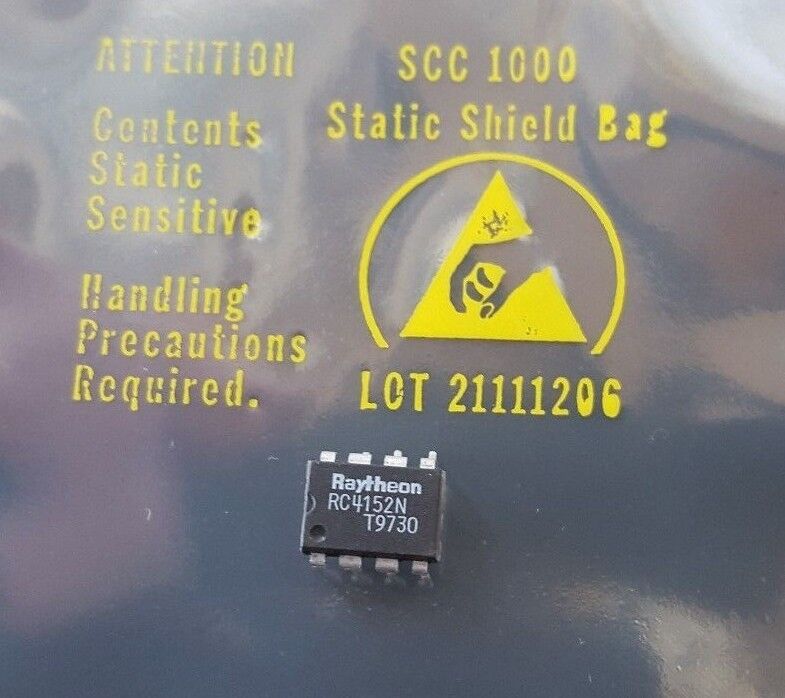 ATTENTION
Contents
Static
Sensitive
Handling
Precautions
Required.
SCC 1000
Static Shield Bag
LOT 21111206
Raytheon
RC4152N
T9730